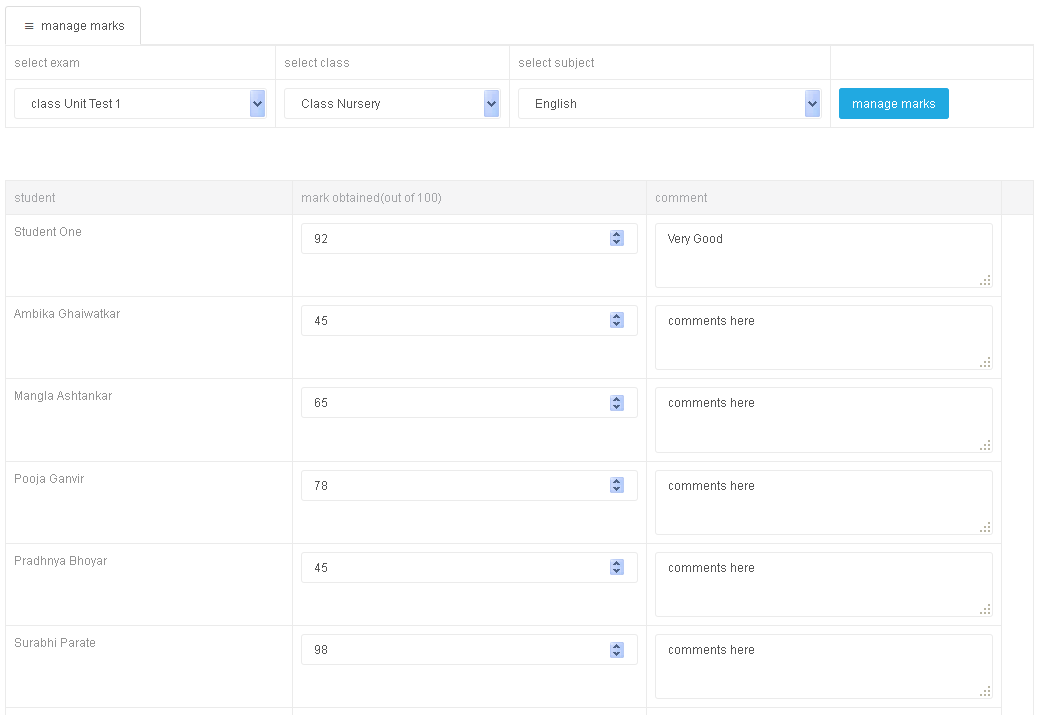 manage marks
select exam select class select subject
class Unit Test 1 Class Nursery English manage marks
student mark obtained(out of 100) comment
Student One 92 Very Good
Ambika Ghaiwatkar 45 comments here
Mangla Ashtankar 65 comments here
Pooja Ganvir 78 comments here
Pradhnya Bhoyar 45 comments here
Surabhi Parate 98 comments here